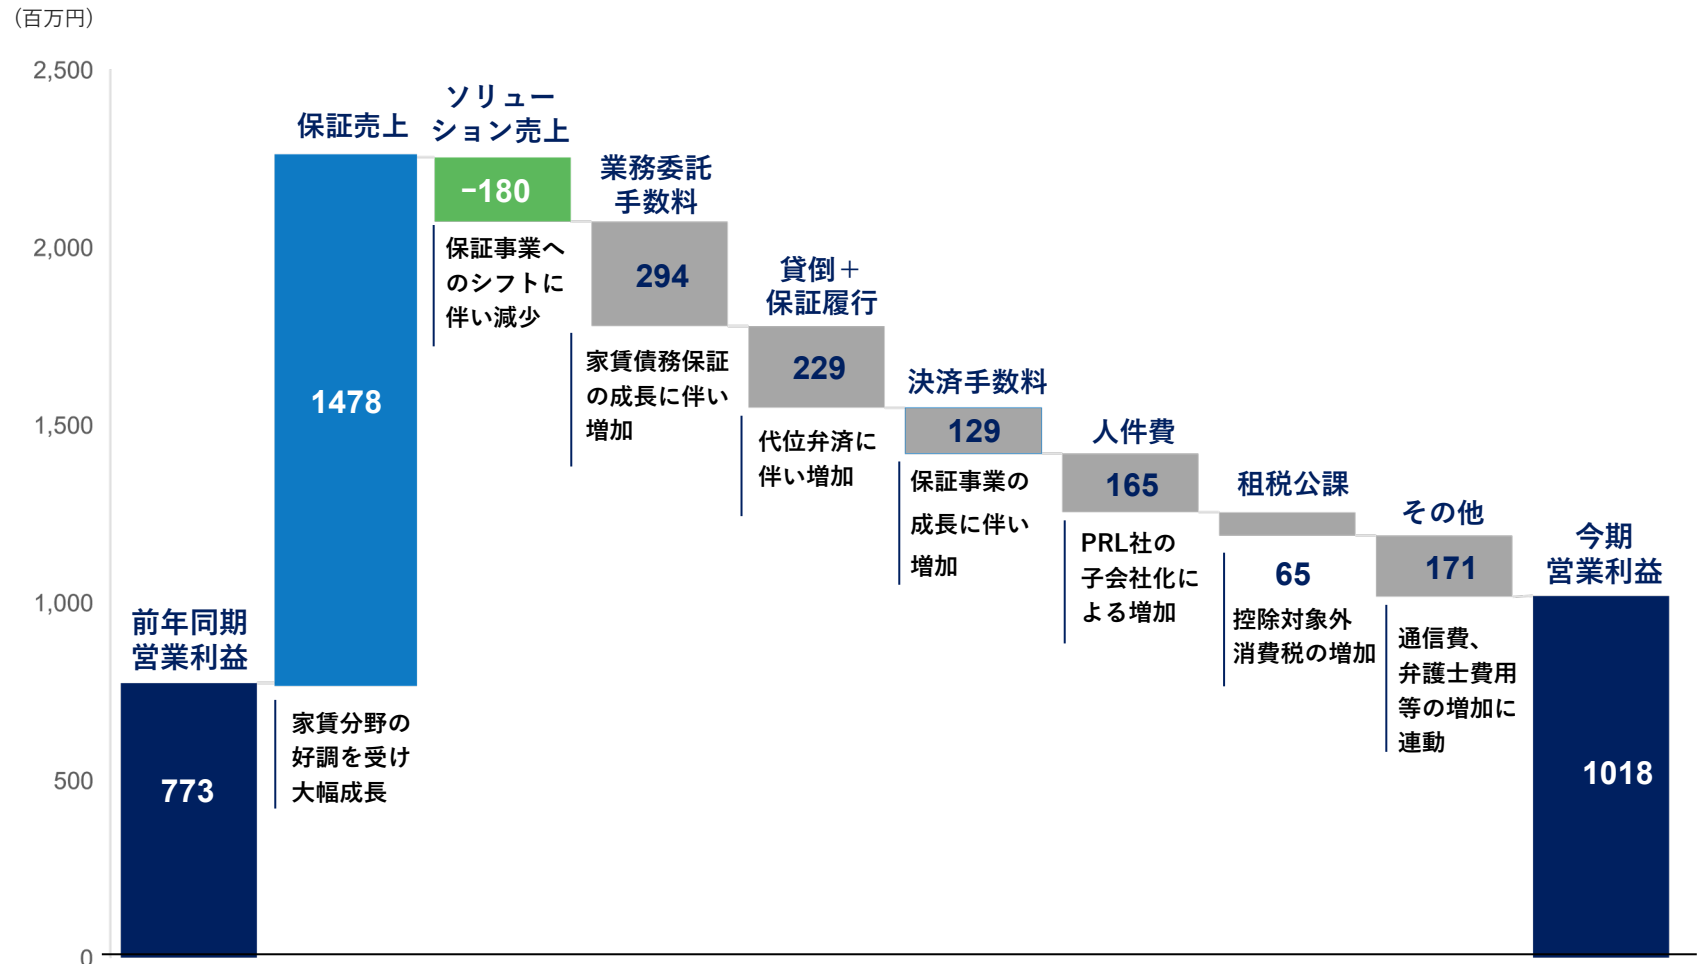 （百万円）
2,500
2,000
1,500
1,000
500
0
前年同期
営業利益
773
保証売上
1478
家賃分野の
好調を受け
大幅成長
ソリュー
ション売上
−180
保証事業へ
のシフトに
伴い減少
業務委託
手数料
294
家賃債務保証
の成長に伴い
増加
貸倒＋
保証履行
229
代位弁済に
伴い増加
決済手数料
129
保証事業の
成長に伴い
増加
人件費
165
PRL社の
子会社化に
よる増加
租税公課
65
控除対象外
消費税の増加
その他
171
通信費、
弁護士費用
等の増加に
連動
今期
営業利益
1018